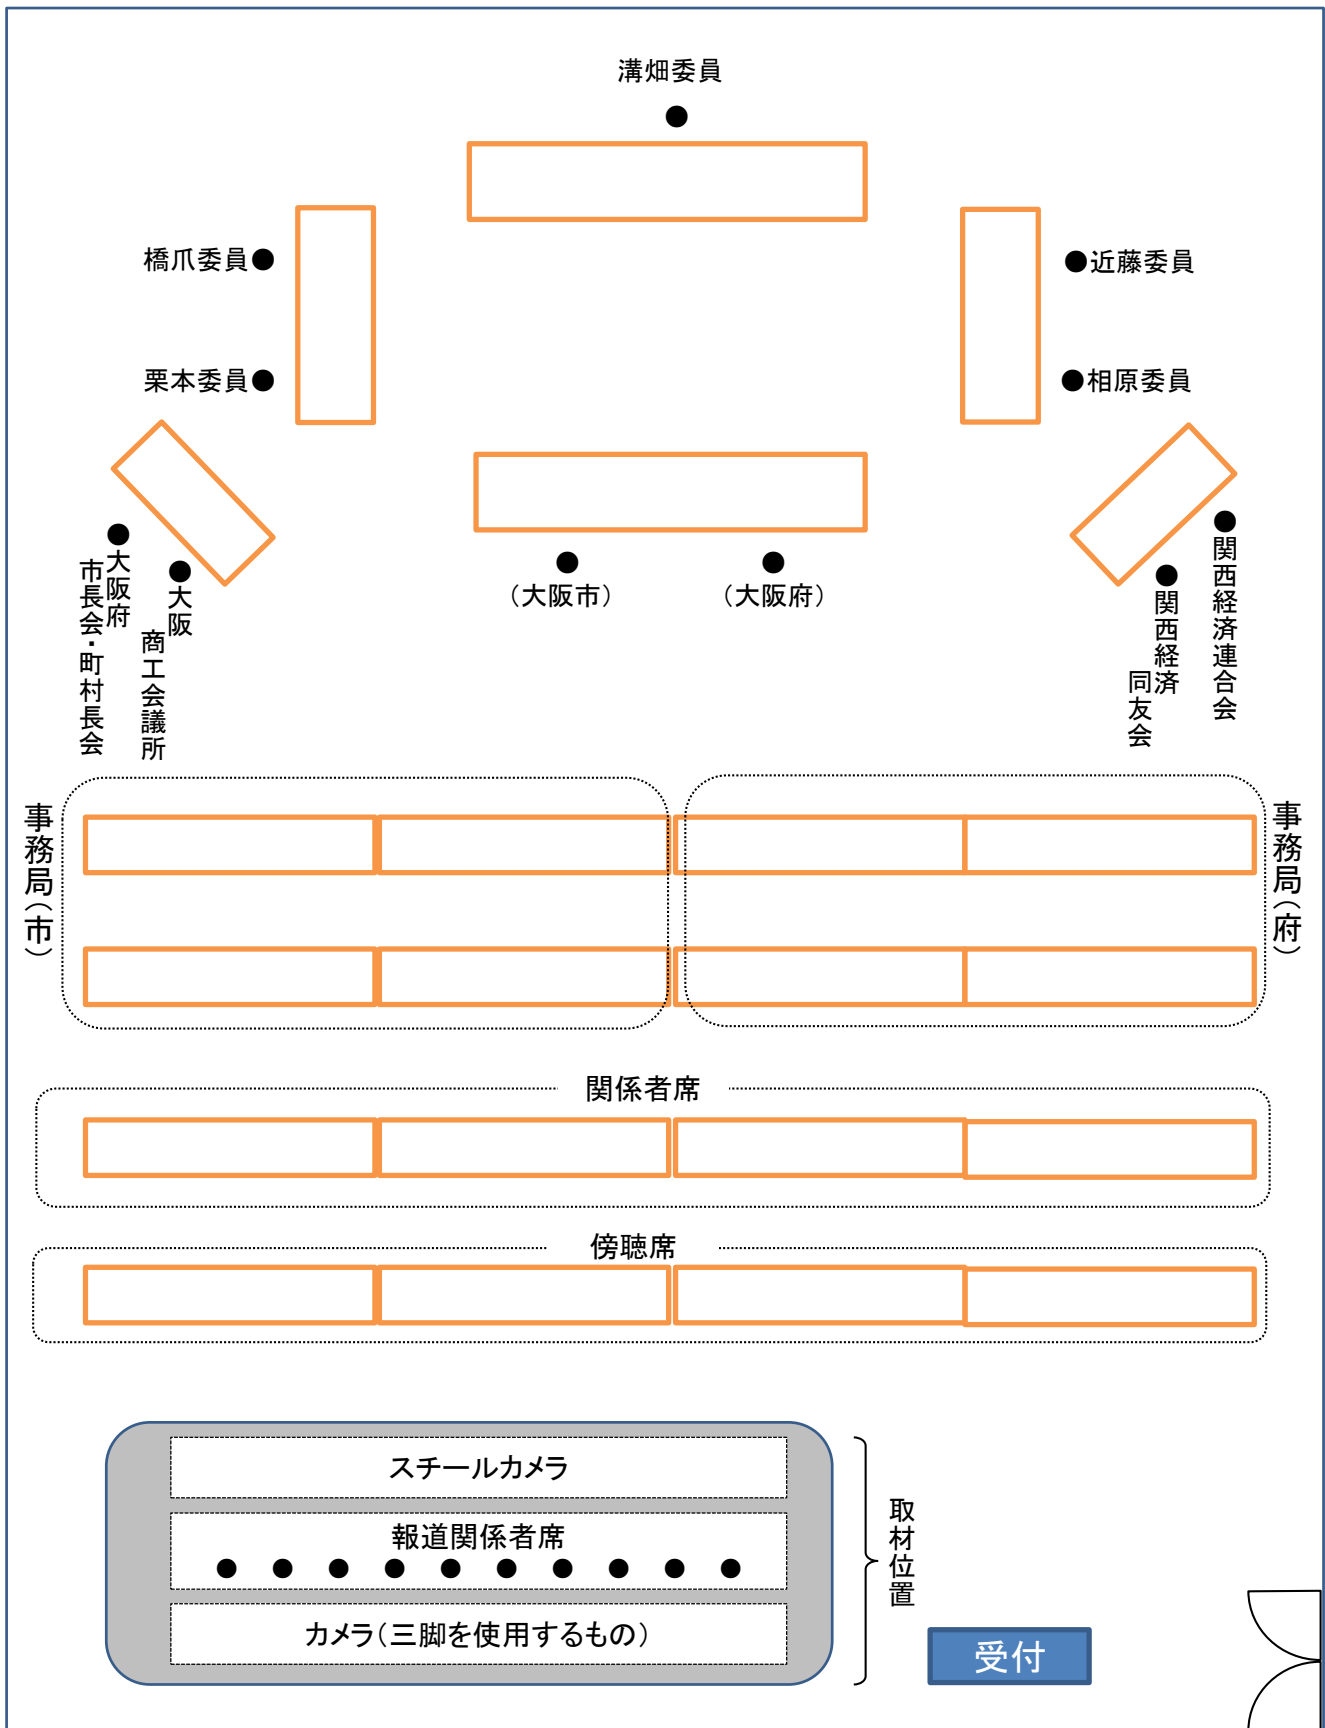 溝畑委員
橋爪委員
近藤委員
栗本委員
相原委員
大阪府
市長会・町村長会
大阪
商工会議所
（大阪市）
（大阪府）
関西経済
同友会
関西経済連合会
事務局（市）
事務局（府）
関係者席
傍聴席
スチールカメラ
報道関係者席
カメラ（三脚を使用するもの）
取材位置
受付